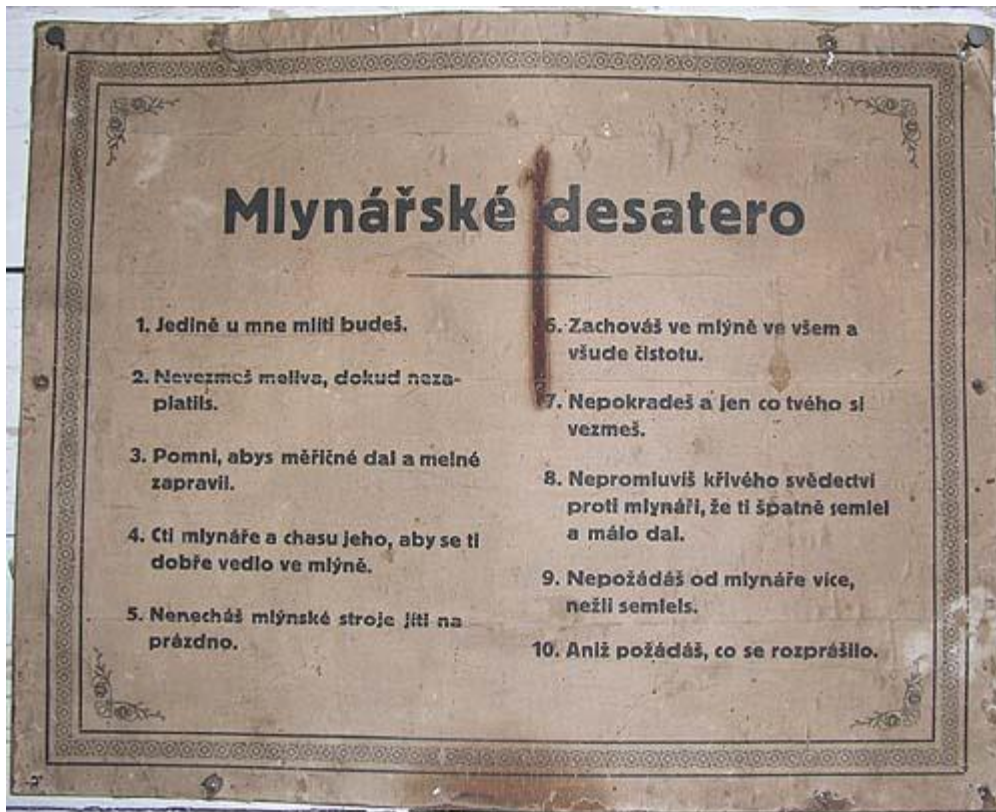 Mlynářské desatero
1. Jedině u mne mlíti budeš.
2. Nevezmeš meliva, dokud neza-
platils.
3. Pomni, abys měřičné dal a melné
zapravil.
4. Cti mlynáře a chasu jeho, aby se ti
dobře vedlo ve mlýně.
5. Nenecháš mlýnské stroje jíti na
prázdno.
6. Zachováš ve mlýně ve všem a
všude čistotu.
7. Nepokradeš a jen co tvého si
vezmeš.
8. Nepromluvíš křivého svědectví
proti mlynáři, že ti špatně semlel
a málo dal.
9. Nepožádáš od mlynáře více,
nežli semlels.
10. Aniž požádáš, co se rozprášilo.